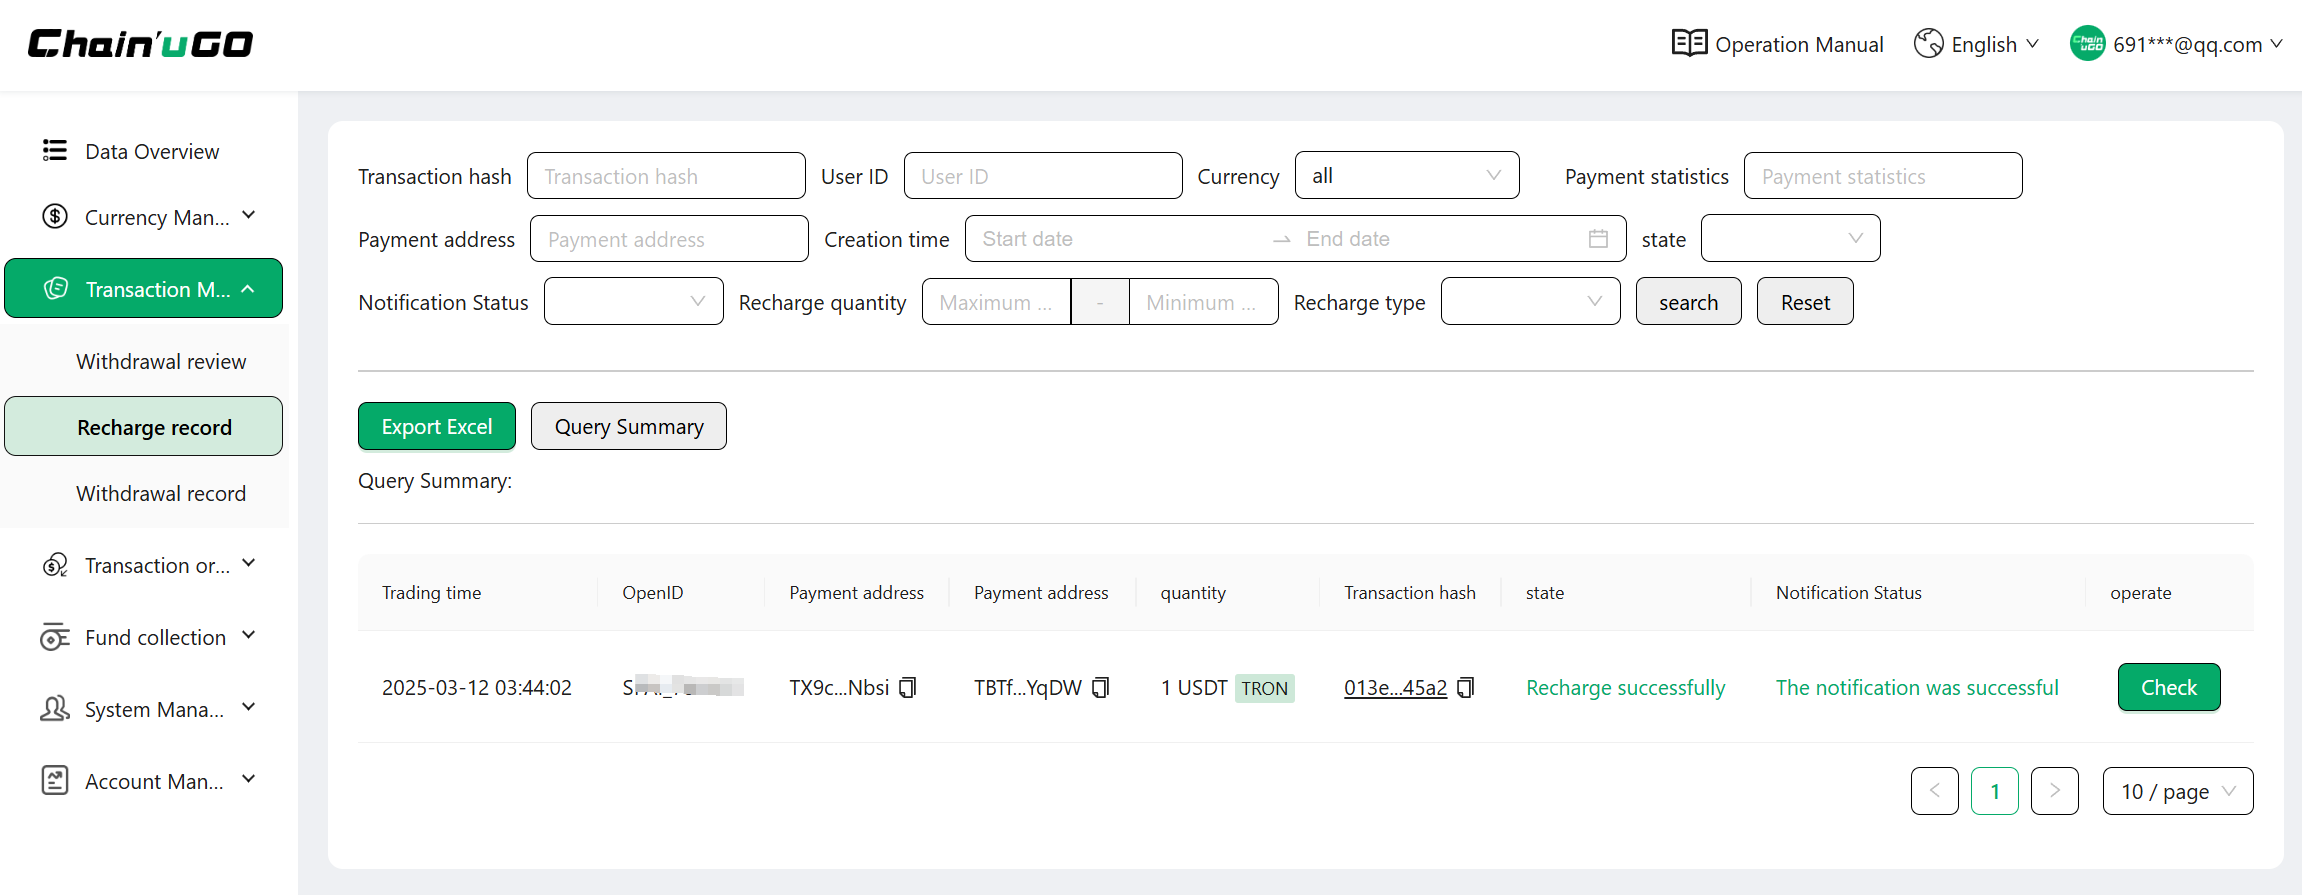 Chain'uGO
Operation Manual
English
Chain uGO
691***@qq.com
Data Overview
Currency Man...
Transaction M...
Withdrawal review
Recharge record
Withdrawal record
Transaction or...
Fund collection
System Mana...
Account Man...
Transaction hash Transaction hash User ID User ID Currency all Payment statistics Payment statistics
Payment address Payment address Creation time Start date End date state
Notification Status Recharge quantity Maximum ... - Minimum ... Recharge type search Reset
Export Excel Query Summary
Query Summary:
Trading time OpenID Payment address Payment address quantity Transaction hash state Notification Status operate
2025-03-12 03:44:02 TX9c...Nbsi TBTf...YqDW 1 USDT TRON 013e...45a2 Recharge successfully The notification was successful Check
< 1 > 10 / page